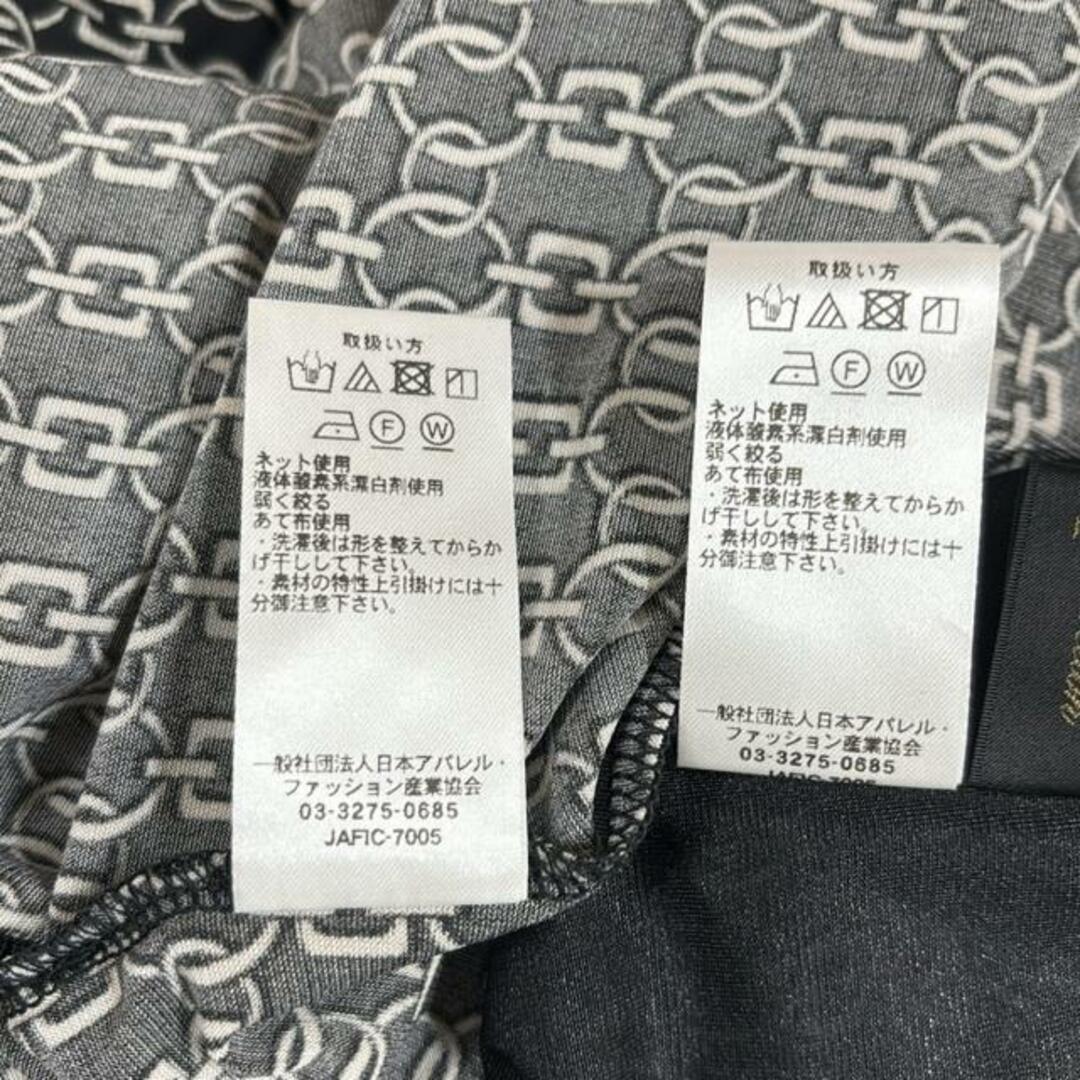 取扱い方
F W
ネット使用
液体酸素系漂白剤使用
弱く絞る
あて布使用
・洗濯後は形を整えてからか
げ干しして下さい。
・素材の特性上引掛けには十
分御注意下さい。
一般社団法人日本アパレル・
ファッション産業協会
03-3275-0685
JAFIC-7005
取扱い方
F W
ネット使用
液体酸素系漂白剤使用
弱く絞る
あて布使用
・洗濯後は形を整えてからか
げ干しして下さい。
・素材の特性上引掛けには十
分御注意下さい。
一般社団法人日本アパレル・
ファッション産業協会
03-3275-0685
JAFIC-7005